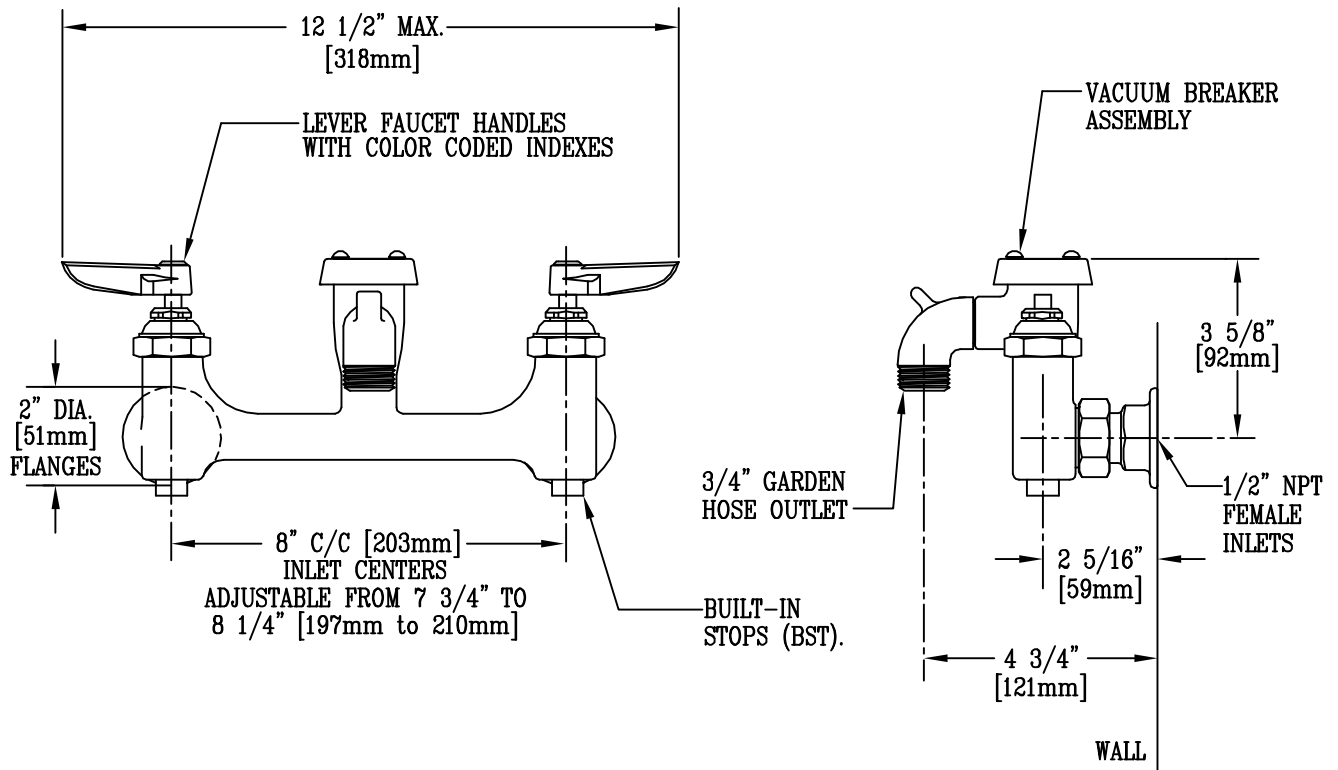 12 1/2" MAX.
[318mm]
LEVER FAUCET HANDLES
WITH COLOR CODED INDEXES
VACUUM BREAKER
ASSEMBLY
3 5/8"
[92mm]
2" DIA.
[51mm]
FLANGES
3/4" GARDEN
HOSE OUTLET
1/2" NPT
FEMALE
INLETS
8" C/C [203mm]
INLET CENTERS
ADJUSTABLE FROM 7 3/4" TO
8 1/4" [197mm to 210mm]
2 5/16"
[59mm]
BUILT-IN
STOPS (BST).
4 3/4"
[121mm]
WALL